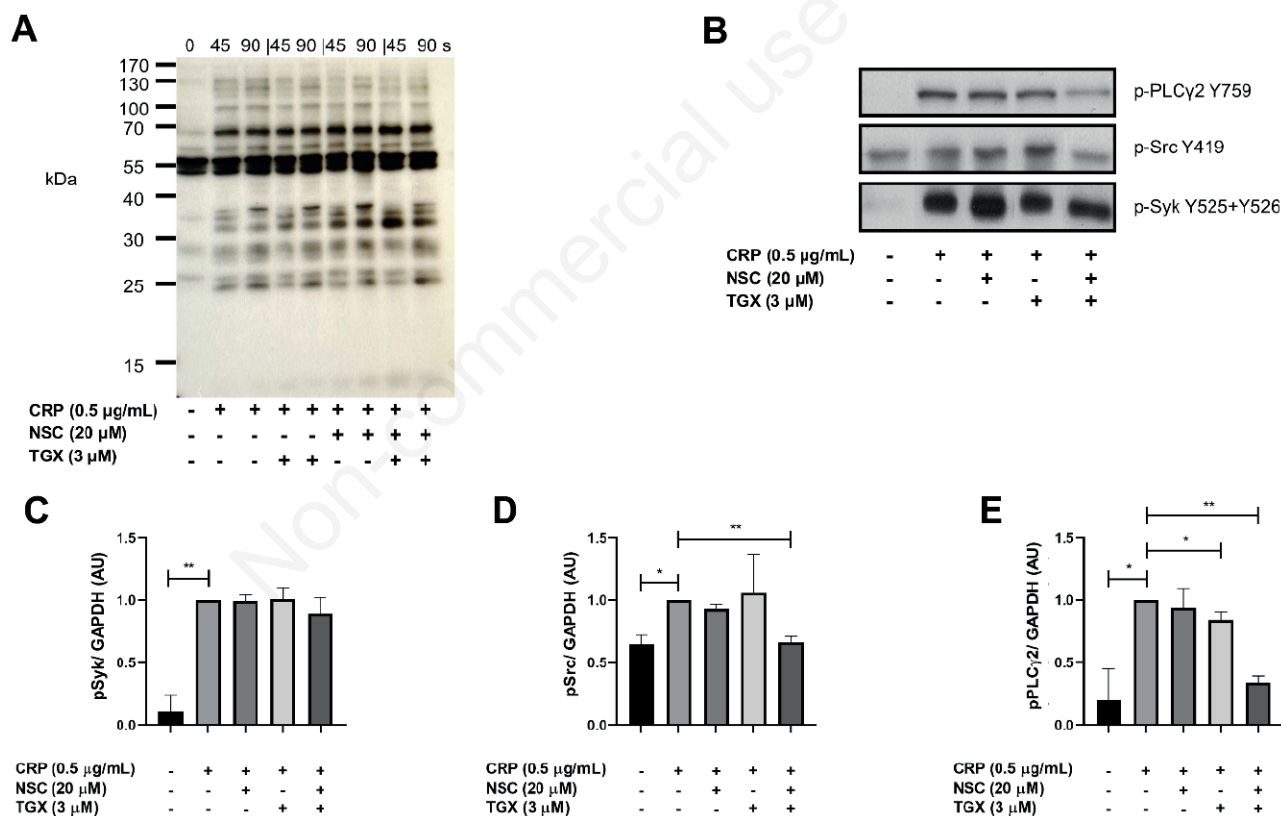 A
0 45 90 |45 90 |45 90 |45 90 s
170
130
100
70
55
kDa
40
30
25
15
CRP (0.5 µg/mL) - + + + + + + + +
NSC (20 µM) - - - - - + + + +
TGX (3 µM) - - - + + - - + +
B
p-PLCγ2 Y759
p-Src Y419
p-Syk Y525+Y526
CRP (0.5 µg/mL) - + + + +
NSC (20 µM) - - + - +
TGX (3 µM) - - - + +
Non-commercial use
C
pSyk/ GAPDH (AU)
1.5
1.0
0.5
0.0
**
CRP (0.5 µg/mL) - + + + +
NSC (20 µM) - - + - +
TGX (3 µM) - - - + +
D
pSrc/ GAPDH (AU)
1.5
1.0
0.5
0.0
*
**
CRP (0.5 µg/mL) - + + + +
NSC (20 µM) - - + - +
TGX (3 µM) - - - + +
E
pPLCγ2/ GAPDH (AU)
1.5
1.0
0.5
0.0
*
*
**
CRP (0.5 µg/mL) - + + + +
NSC (20 µM) - - + - +
TGX (3 µM) - - - + +